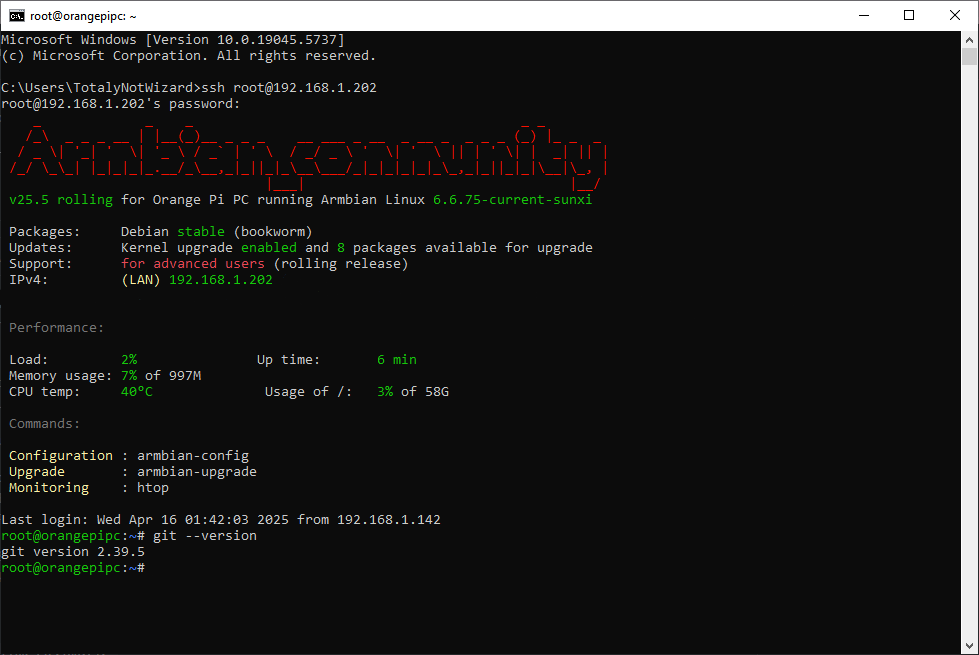 root@orangepipc: ~
Microsoft Windows [Version 10.0.19045.5737]
(c) Microsoft Corporation. All rights reserved.
C:\Users\TotalyNotWizard>ssh root@192.168.1.202
root@192.168.1.202's password:
Armbian community
v25.5 rolling for Orange Pi PC running Armbian Linux 6.6.75-current-sunxi
Packages: Debian stable (bookworm)
Updates: Kernel upgrade enabled and 8 packages available for upgrade
Support: for advanced users (rolling release)
IPv4: (LAN) 192.168.1.202
Performance:
Load: 2% Up time: 6 min
Memory usage: 7% of 997M
CPU temp: 40°C Usage of /: 3% of 58G
Commands:
Configuration : armbian-config
Upgrade : armbian-upgrade
Monitoring : htop
Last login: Wed Apr 16 01:42:03 2025 from 192.168.1.142
root@orangepipc:~# git --version
git version 2.39.5
root@orangepipc:~#